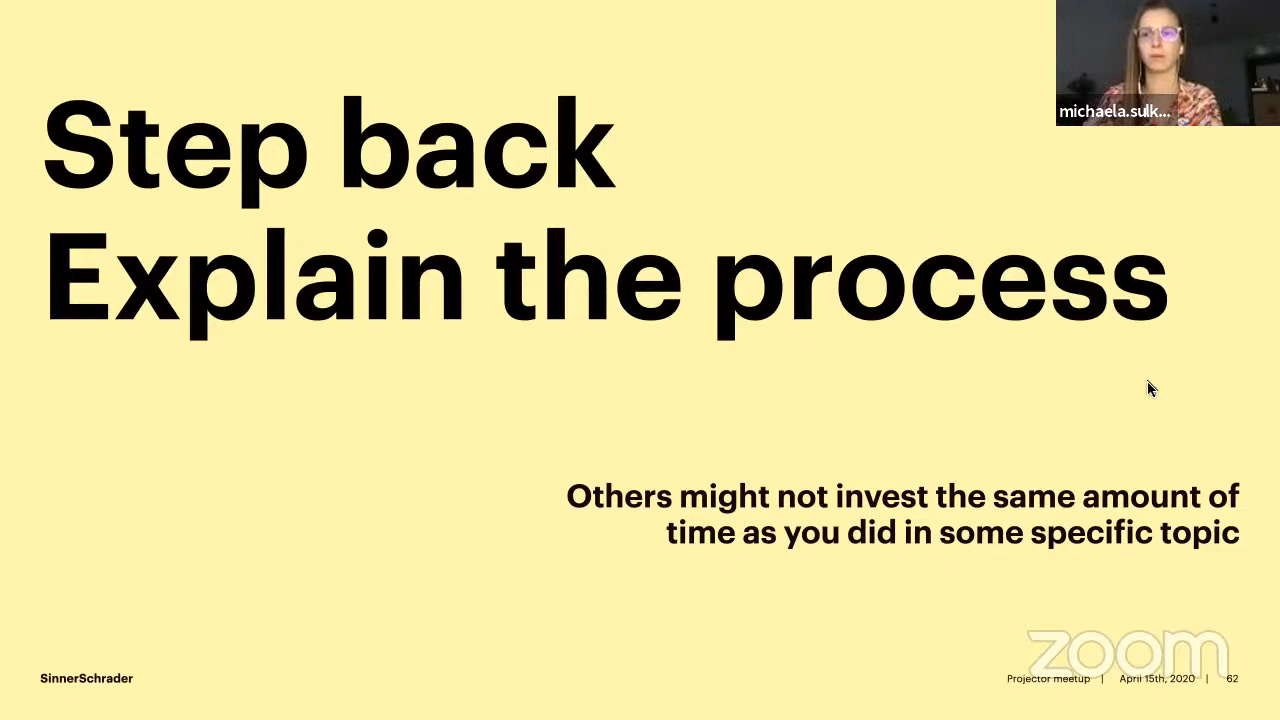 michaela.sulk...
Step back
Explain the process
Others might not invest the same amount of
time as you did in some specific topic
zoom
SinnerSchrader
Projector meetup | April 15th, 2020 | 62